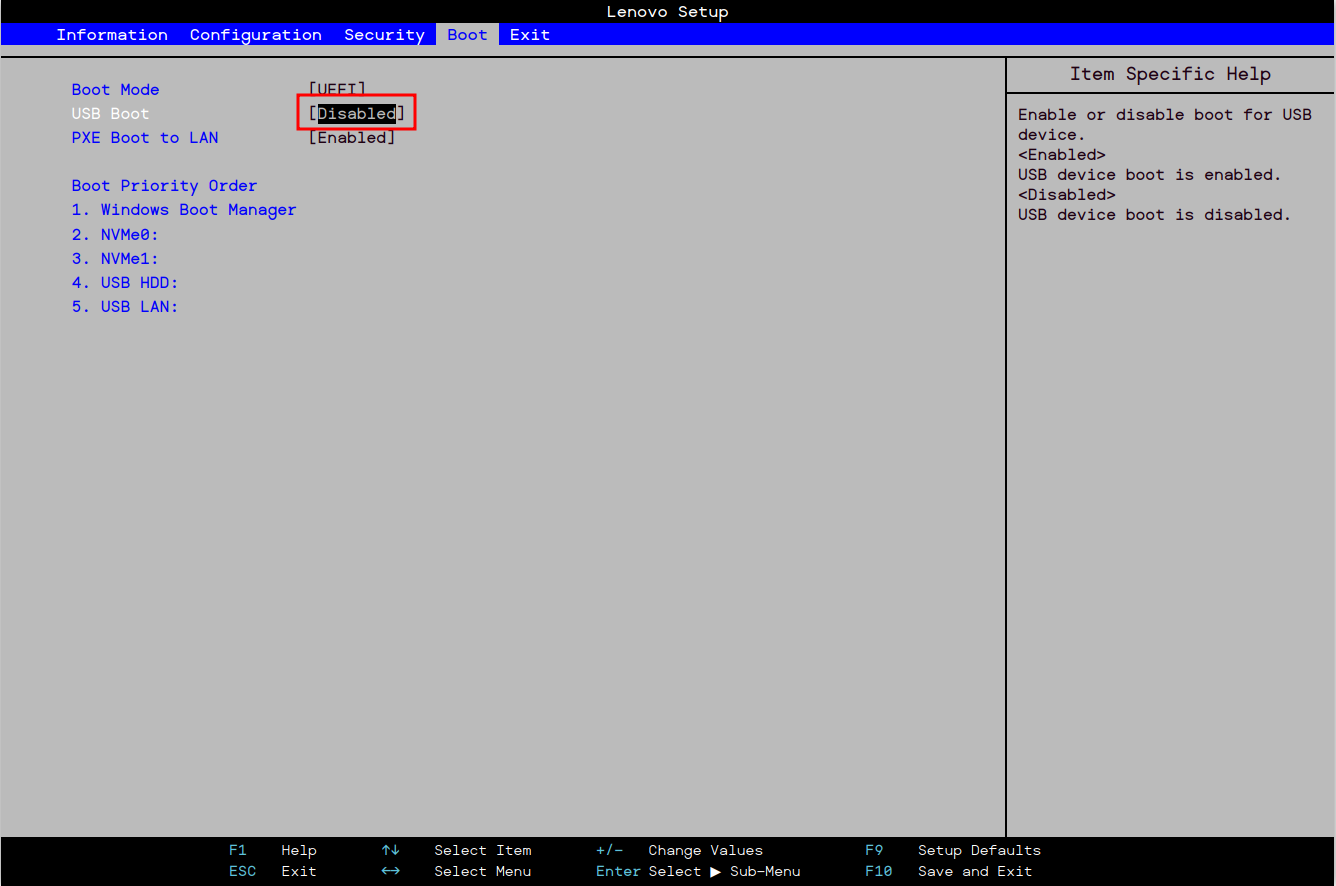 Lenovo Setup
Information Configuration Security Boot Exit
Boot Mode [UEFI]
USB Boot [Disabled]
PXE Boot to LAN [Enabled]
Boot Priority Order
1. Windows Boot Manager
2. NVMe0:
3. NVMe1:
4. USB HDD:
5. USB LAN:
Item Specific Help
Enable or disable boot for USB
device.
<Enabled>
USB device boot is enabled.
<Disabled>
USB device boot is disabled.
F1 Help ↑↓ Select Item +/- Change Values F9 Setup Defaults
ESC Exit ↔ Select Menu Enter Select ▶ Sub-Menu F10 Save and Exit